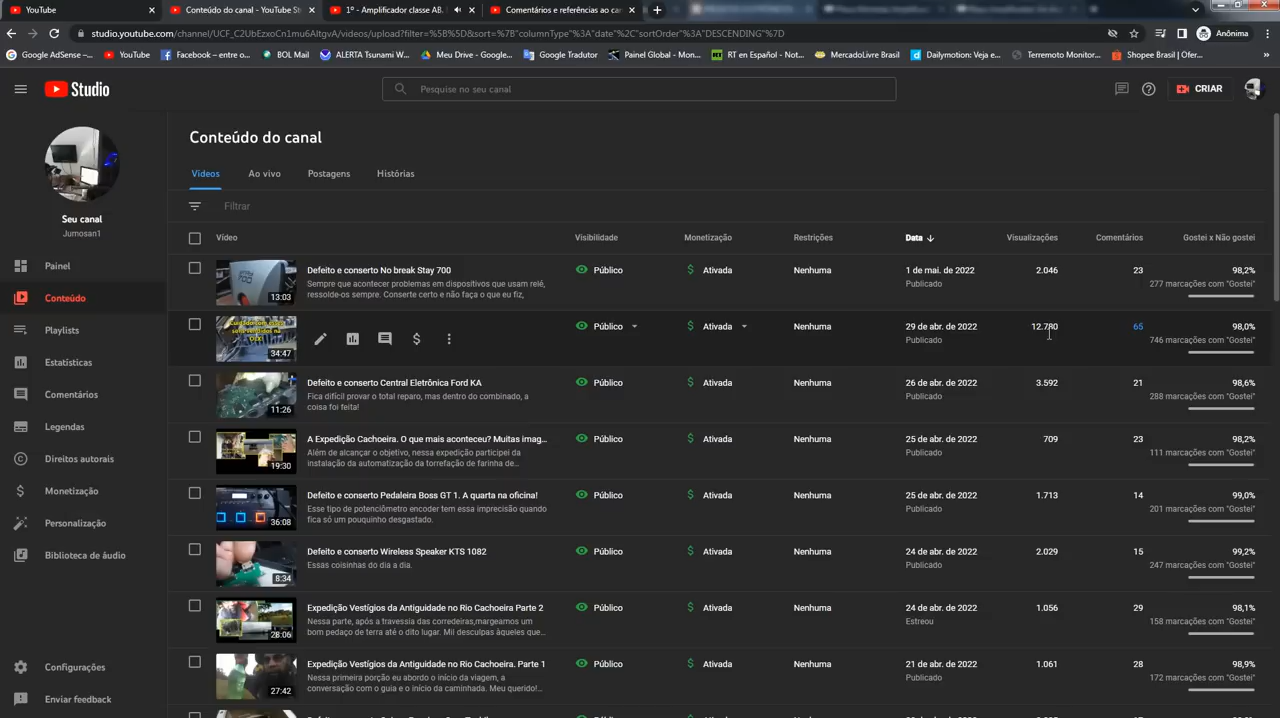 YouTube
Conteúdo do canal - YouTube St
1º - Amplificador classe AB.
Comentários e referências ao can
studio.youtube.com/channel/UCF_C2UbEzxoCn1mu6AltgvA/videos/upload?filter=%5B%5D&sort=%7B"columnType"%3A"date"%2C"sortOrder"%3A"DESCENDING"%7D
Anônima
Google AdSense –...
YouTube
Facebook – entre o...
BOL Mail
ALERTA Tsunami W...
Meu Drive – Google...
Google Tradutor
Painel Global – Mon...
RT en Español - Not...
MercadoLivre Brasil
Dailymotion: Veja e...
Terremoto Monitor...
Shopee Brasil | Ofer...
Studio
Pesquise no seu canal
CRIAR
Seu canal
Jumosan1
Painel
Conteúdo
Playlists
Estatísticas
Comentários
Legendas
Direitos autorais
Monetização
Personalização
Biblioteca de áudio
Configurações
Enviar feedback
Conteúdo do canal
Vídeos
Ao vivo
Postagens
Histórias
Filtrar
Vídeo
Visibilidade
Monetização
Restrições
Data
Visualizações
Comentários
Gostei x Não gostei
13:03
Defeito e conserto No break Stay 700
Sempre que acontecer problemas em dispositivos que usam relé,
ressolde-os sempre. Conserte certo e não faça o que eu fiz,
Público
Ativada
Nenhuma
1 de mai. de 2022
Publicado
2.046
23
98,2%
277 marcações com "Gostei"
34:47
Público
Ativada
Nenhuma
29 de abr. de 2022
Publicado
12.780
65
98,0%
746 marcações com "Gostei"
11:26
Defeito e conserto Central Eletrônica Ford KA
Fica difícil provar o total reparo, mas dentro do combinado, a
coisa foi feita!
Público
Ativada
Nenhuma
26 de abr. de 2022
Publicado
3.592
21
98,6%
288 marcações com "Gostei"
19:30
A Expedição Cachoeira. O que mais aconteceu? Muitas imag...
Além de alcançar o objetivo, nessa expedição participei da
instalação da automatização da torrefação de farinha de...
Público
Ativada
Nenhuma
25 de abr. de 2022
Publicado
709
23
98,2%
111 marcações com "Gostei"
36:08
Defeito e conserto Pedaleira Boss GT 1. A quarta na oficina!
Esse tipo de potenciômetro encoder tem essa imprecisão quando
fica só um pouquinho desgastado.
Público
Ativada
Nenhuma
25 de abr. de 2022
Publicado
1.713
14
99,0%
201 marcações com "Gostei"
8:34
Defeito e conserto Wireless Speaker KTS 1082
Essas coisinhas do dia a dia.
Público
Ativada
Nenhuma
24 de abr. de 2022
Publicado
2.029
15
99,2%
247 marcações com "Gostei"
28:06
Expedição Vestígios da Antiguidade no Rio Cachoeira Parte 2
Nessa parte, após a travessia das corredeiras,margeamos um
bom pedaço de terra até o dito lugar. Mil desculpas àqueles que...
Público
Ativada
Nenhuma
24 de abr. de 2022
Estreou
1.056
29
98,1%
158 marcações com "Gostei"
27:42
Expedição Vestígios da Antiguidade no Rio Cachoeira. Parte 1
Nessa primeira porção eu abordo o início da viagem, a
conversação com o guia e o início da caminhada. Meu querido!...
Público
Ativada
Nenhuma
21 de abr. de 2022
Publicado
1.061
28
98,9%
172 marcações com "Gostei"